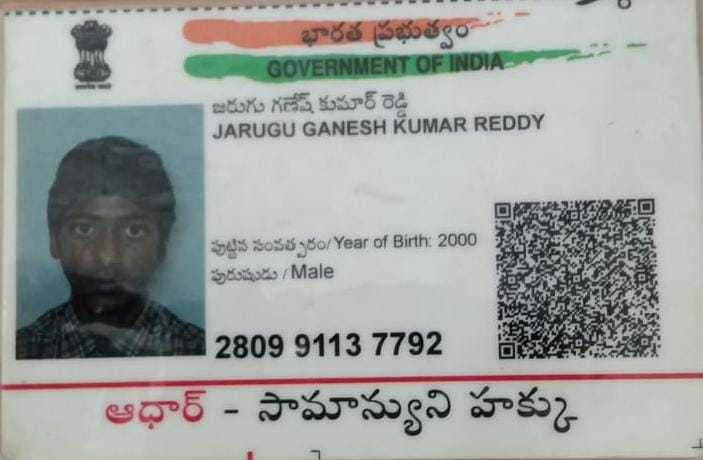 భారత ప్రభుత్వం
GOVERNMENT OF INDIA
జరుగు గణేష్ కుమార్ రెడ్డి
JARUGU GANESH KUMAR REDDY
పుట్టిన సంవత్సరం/ Year of Birth: 2000
పురుషుడు / Male
2809 9113 7792
ఆధార్ - సామాన్యుని హక్కు